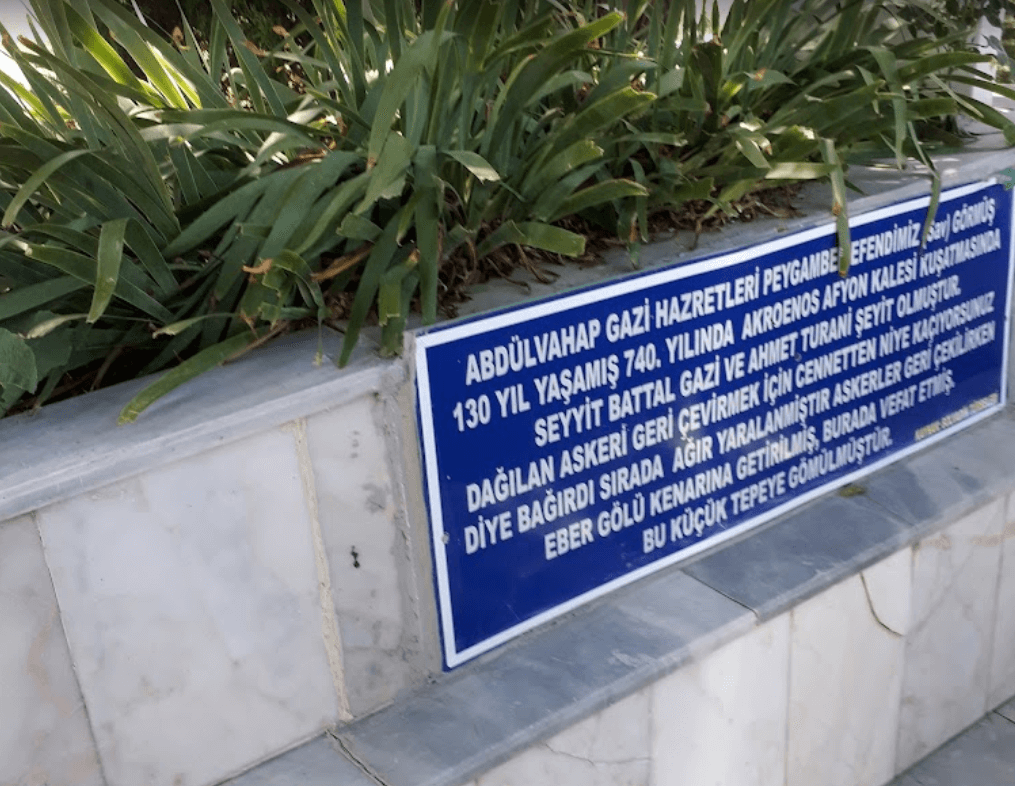 ABDÜLVAHAP GAZİ HAZRETLERİ PEYGAMBE EFENDİMİZ (sav) GÖRMÜŞ
130 YIL YAŞAMIŞ 740. YILINDA AKROENOS AFYON KALESİ KUŞATMASINDA
SEYYİT BATTAL GAZİ VE AHMET TURANİ ŞEYİT OLMUŞTUR.
DAĞILAN ASKERİ GERİ ÇEVİRMEK İÇİN CENNETTEN NİYE KAÇIYORSUNUZ
DİYE BAĞIRDI SIRADA AĞIR YARALANMIŞTIR ASKERLER GERİ ÇEKİLİRKEN
EBER GÖLÜ KENARINA GETİRİLMİŞ, BURADA VEFAT ETMİŞ.
BU KÜÇÜK TEPEYE GÖMÜLMÜŞTÜR.